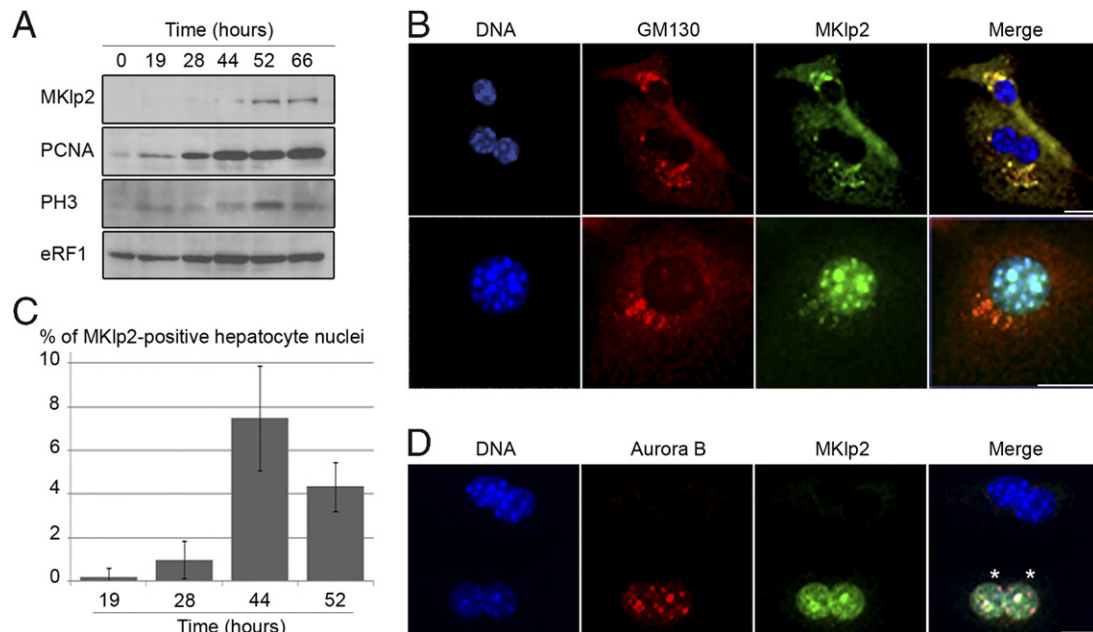 A
Time (hours)
0 19 28 44 52 66
MKlp2
PCNA
PH3
eRF1
B
DNA GM130 MKlp2 Merge
C
% of MKlp2-positive hepatocyte nuclei
10
8
6
4
2
0
19 28 44 52
Time (hours)
D
DNA Aurora B MKlp2 Merge
* *